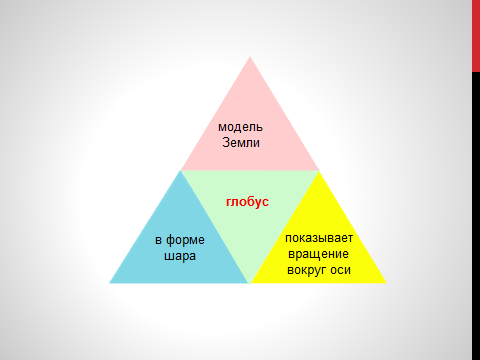 модель
Земли
глобус
в форме
шара
показывает
вращение
вокруг оси